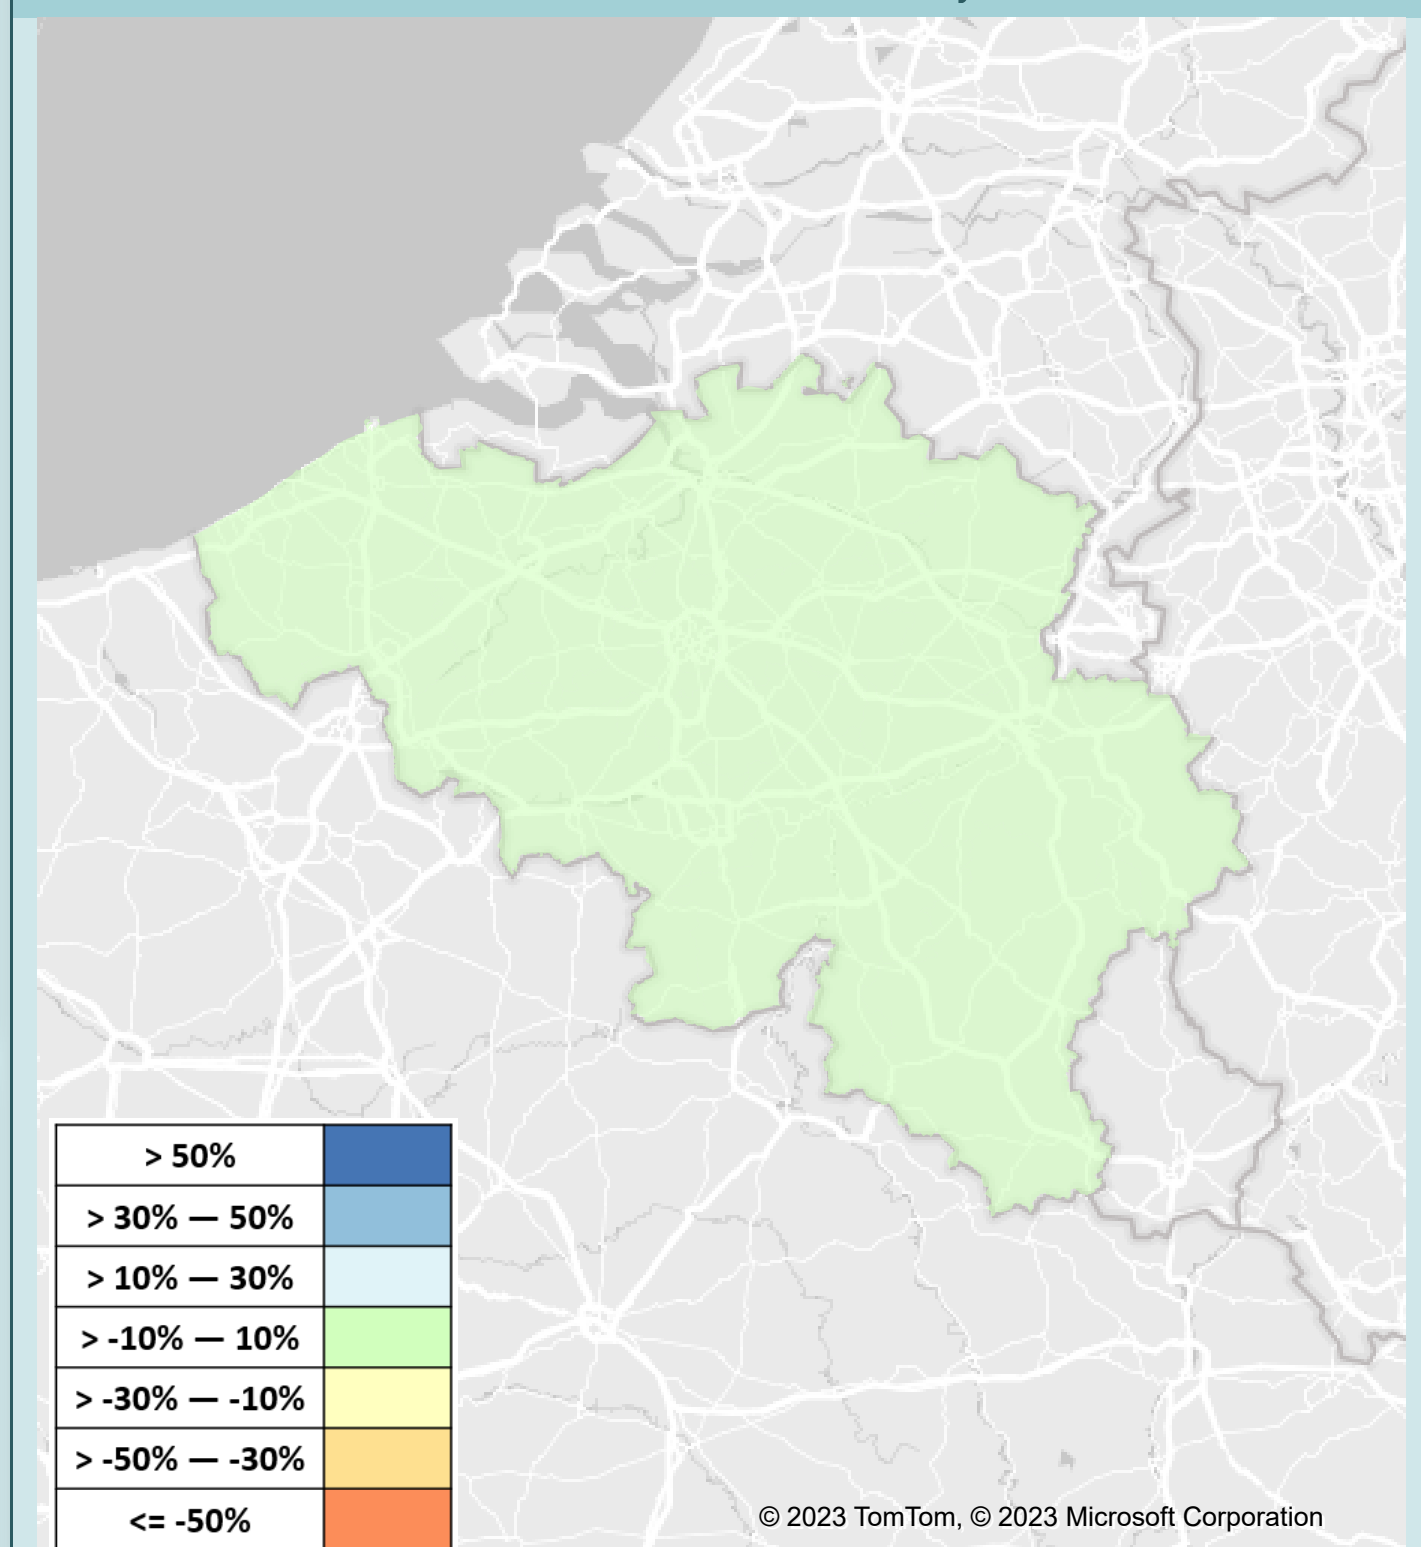 > 50%
> 30% — 50%
> 10% — 30%
> -10% — 10%
> -30% — -10%
> -50% — -30%
<= -50%
© 2023 TomTom, © 2023 Microsoft Corporation